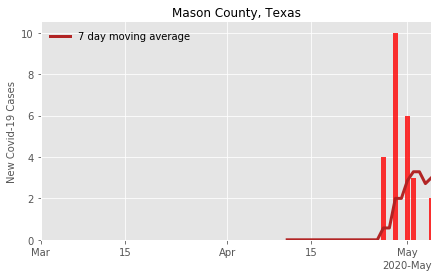 Mason County, Texas
7 day moving average
New Covid-19 Cases
10
8
6
4
2
0
Mar
15
Apr
15
May
2020-May